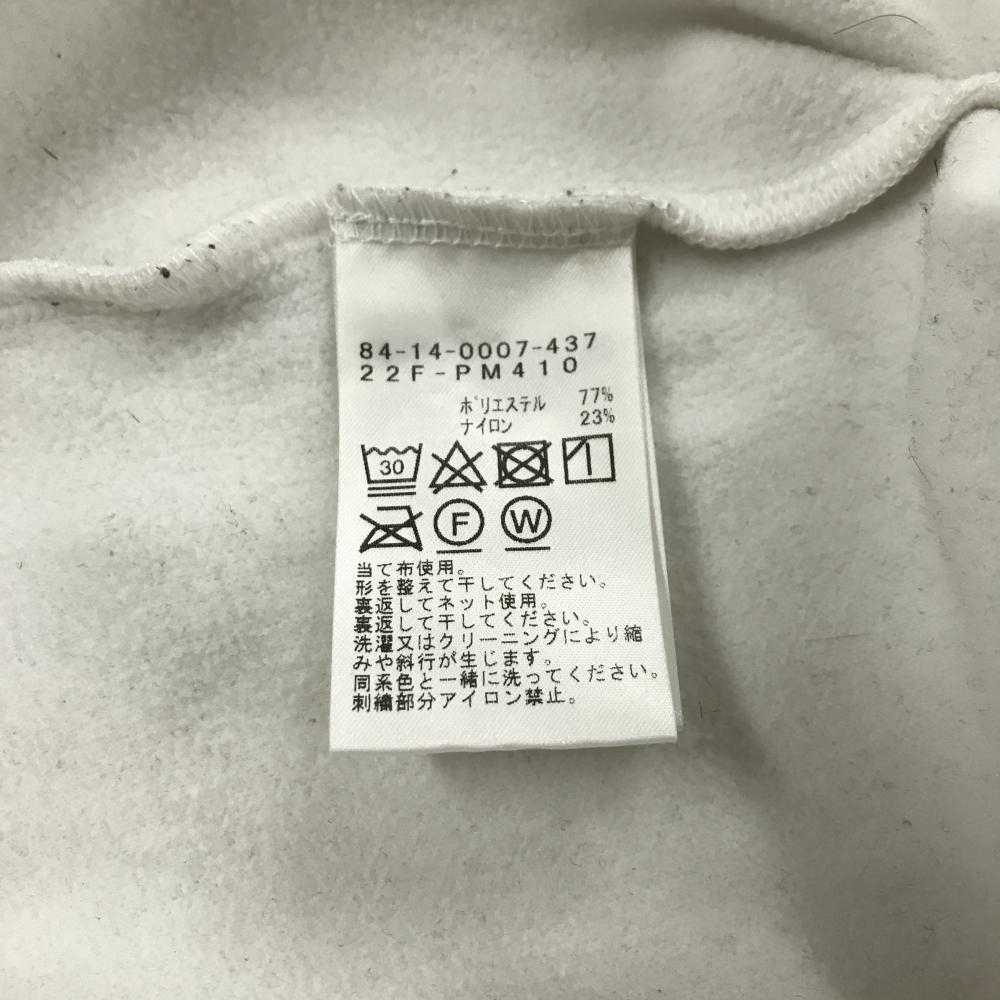 84-14-0007-437
22F-PM410
ポリエステル 77%
ナイロン 23%
30
F W
当て布使用。
形を整えて干してください。
裏返してネット使用。
裏返して干してください。
洗濯又はクリーニングにより縮
みや斜行が生じます。
同系色と一緒に洗ってください。
刺繍部分アイロン禁止。